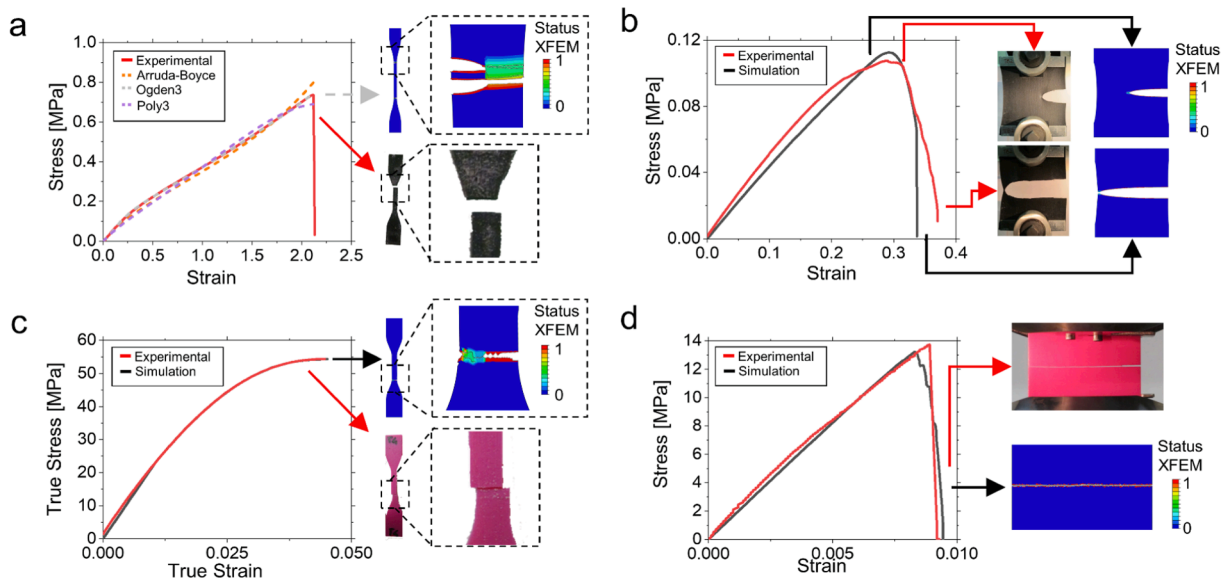 a
1.0
0.8
0.6
0.4
0.2
0.0
Stress [MPa]
Experimental
Arruda-Boyce
Ogden3
Poly3
0.0 0.5 1.0 1.5 2.0 2.5
Strain
Status
XFEM
1
0
b
0.12
0.08
0.04
0.00
Stress [MPa]
Experimental
Simulation
0.0 0.1 0.2 0.3 0.4
Strain
Status
XFEM
1
0
c
60
50
40
30
20
10
0
True Stress [MPa]
Experimental
Simulation
0.000 0.025 0.050
True Strain
Status
XFEM
1
0
d
14
12
10
8
6
4
2
0
Stress [MPa]
Experimental
Simulation
0.000 0.005 0.010
Strain
Status
XFEM
1
0